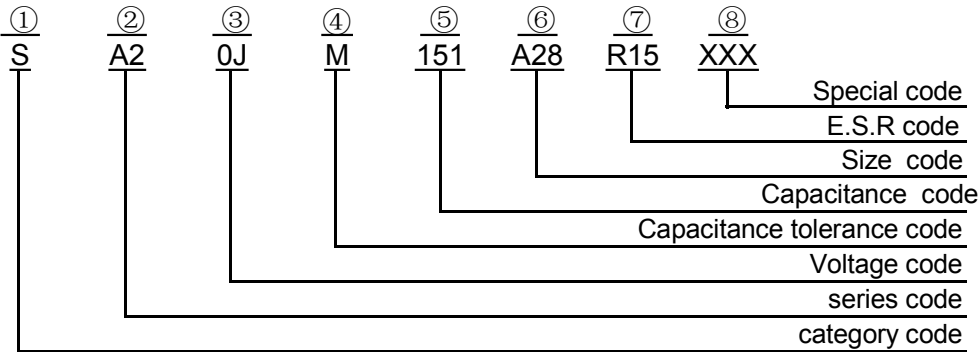 ① ② ③ ④ ⑤ ⑥ ⑦ ⑧
S A2 0J M 151 A28 R15 XXX
Special code
E.S.R code
Size code
Capacitance code
Capacitance tolerance code
Voltage code
series code
category code